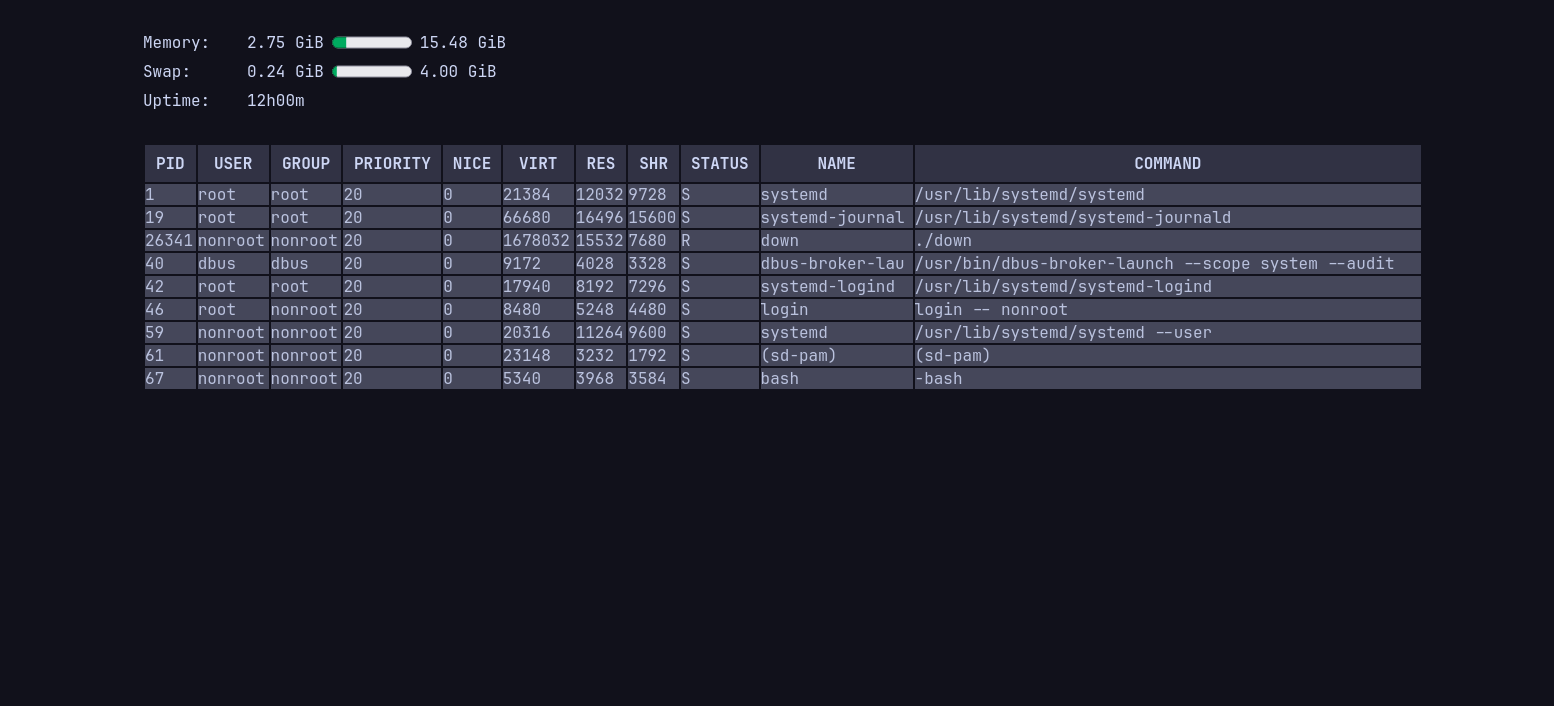 Memory: 2.75 GiB 15.48 GiB
Swap: 0.24 GiB 4.00 GiB
Uptime: 12h00m
PID USER GROUP PRIORITY NICE VIRT RES SHR STATUS NAME COMMAND
1 root root 20 0 21384 12032 9728 S systemd /usr/lib/systemd/systemd
19 root root 20 0 66680 16496 15600 S systemd-journal /usr/lib/systemd/systemd-journald
26341 nonroot nonroot 20 0 1678032 15532 7680 R down ./down
40 dbus dbus 20 0 9172 4028 3328 S dbus-broker-lau /usr/bin/dbus-broker-launch --scope system --audit
42 root root 20 0 17940 8192 7296 S systemd-logind /usr/lib/systemd/systemd-logind
46 root nonroot 20 0 8480 5248 4480 S login login -- nonroot
59 nonroot nonroot 20 0 20316 11264 9600 S systemd /usr/lib/systemd/systemd --user
61 nonroot nonroot 20 0 23148 3232 1792 S (sd-pam) (sd-pam)
67 nonroot nonroot 20 0 5340 3968 3584 S bash -bash